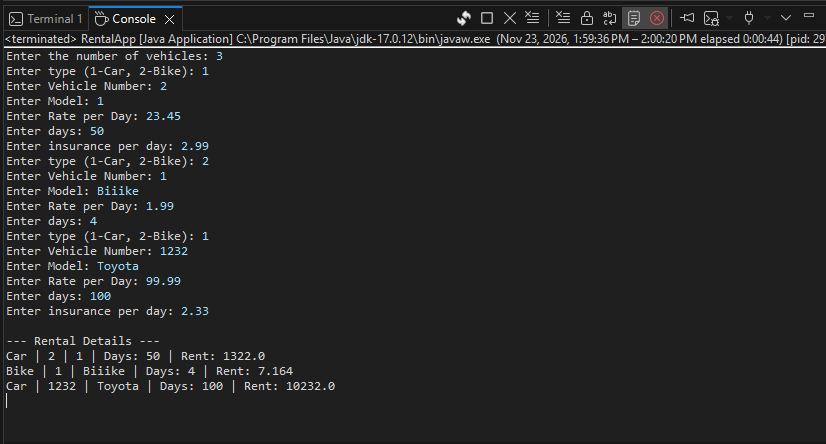 Terminal 1 Console
<terminated> RentalApp [Java Application] C:\Program Files\Java\jdk-17.0.12\bin\javaw.exe (Nov 23, 2026, 1:59:36 PM – 2:00:20 PM elapsed 0:00:44) [pid: 29
Enter the number of vehicles: 3
Enter type (1-Car, 2-Bike): 1
Enter Vehicle Number: 2
Enter Model: 1
Enter Rate per Day: 23.45
Enter days: 50
Enter insurance per day: 2.99
Enter type (1-Car, 2-Bike): 2
Enter Vehicle Number: 1
Enter Model: Biiike
Enter Rate per Day: 1.99
Enter days: 4
Enter type (1-Car, 2-Bike): 1
Enter Vehicle Number: 1232
Enter Model: Toyota
Enter Rate per Day: 99.99
Enter days: 100
Enter insurance per day: 2.33
--- Rental Details ---
Car | 2 | 1 | Days: 50 | Rent: 1322.0
Bike | 1 | Biiike | Days: 4 | Rent: 7.164
Car | 1232 | Toyota | Days: 100 | Rent: 10232.0